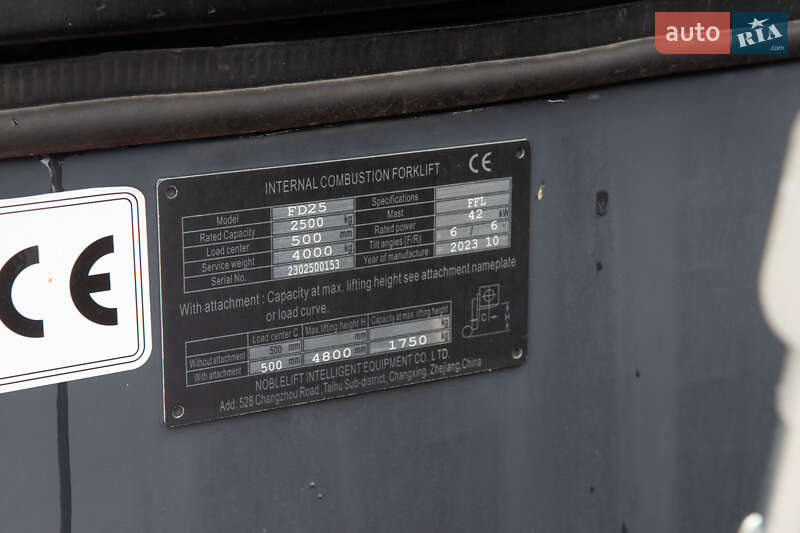 auto RIA .com
CE
INTERNAL COMBUSTION FORKLIFT CE
Model FD25 Specifications
Rated Capacity 2500 kg Mast FFL
Load center 500 mm Rated power 42 kW
Service weight 4000 kg Tilt angles (F/R) 6 / 6 °
Serial No. 2302500153 Year of manufacture 2023 10
With attachment : Capacity at max. lifting height see attachment nameplate
or load curve.
Load center C Max. lifting height H Capacity at max. lifting height
Without attachment 500 mm mm kg
With attachment 500 mm 4800 mm 1750 kg
NOBLELIFT INTELLIGENT EQUIPMENT CO., LTD.
Add: 528 Changzhou Road ,Taihu Sub-district, Changxing, Zhejiang,China